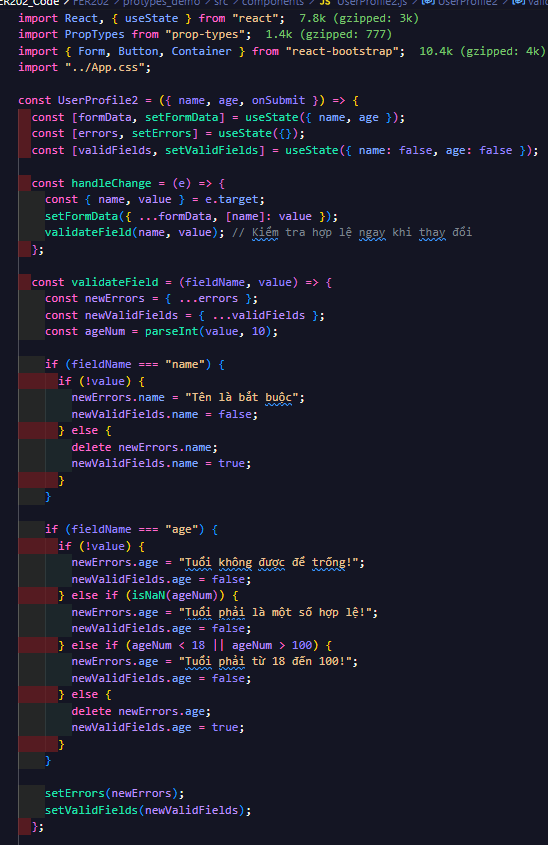 FER202_Code > FER202 > protypes_demo > src > components > JS UserProfile2.js > UserProfile2 > valid
import React, { useState } from "react"; 7.8k (gzipped: 3k)
import PropTypes from "prop-types"; 1.4k (gzipped: 777)
import { Form, Button, Container } from "react-bootstrap"; 10.4k (gzipped: 4k)
import "../App.css";
const UserProfile2 = ({ name, age, onSubmit }) => {
const [formData, setFormData] = useState({ name, age });
const [errors, setErrors] = useState({});
const [validFields, setValidFields] = useState({ name: false, age: false });
const handleChange = (e) => {
const { name, value } = e.target;
setFormData({ ...formData, [name]: value });
validateField(name, value); // Kiểm tra hợp lệ ngay khi thay đổi
};
const validateField = (fieldName, value) => {
const newErrors = { ...errors };
const newValidFields = { ...validFields };
const ageNum = parseInt(value, 10);
if (fieldName === "name") {
if (!value) {
newErrors.name = "Tên là bắt buộc";
newValidFields.name = false;
} else {
delete newErrors.name;
newValidFields.name = true;
}
}
if (fieldName === "age") {
if (!value) {
newErrors.age = "Tuổi không được để trống!";
newValidFields.age = false;
} else if (isNaN(ageNum)) {
newErrors.age = "Tuổi phải là một số hợp lệ!";
newValidFields.age = false;
} else if (ageNum < 18 || ageNum > 100) {
newErrors.age = "Tuổi phải từ 18 đến 100!";
newValidFields.age = false;
} else {
delete newErrors.age;
newValidFields.age = true;
}
}
setErrors(newErrors);
setValidFields(newValidFields);
};